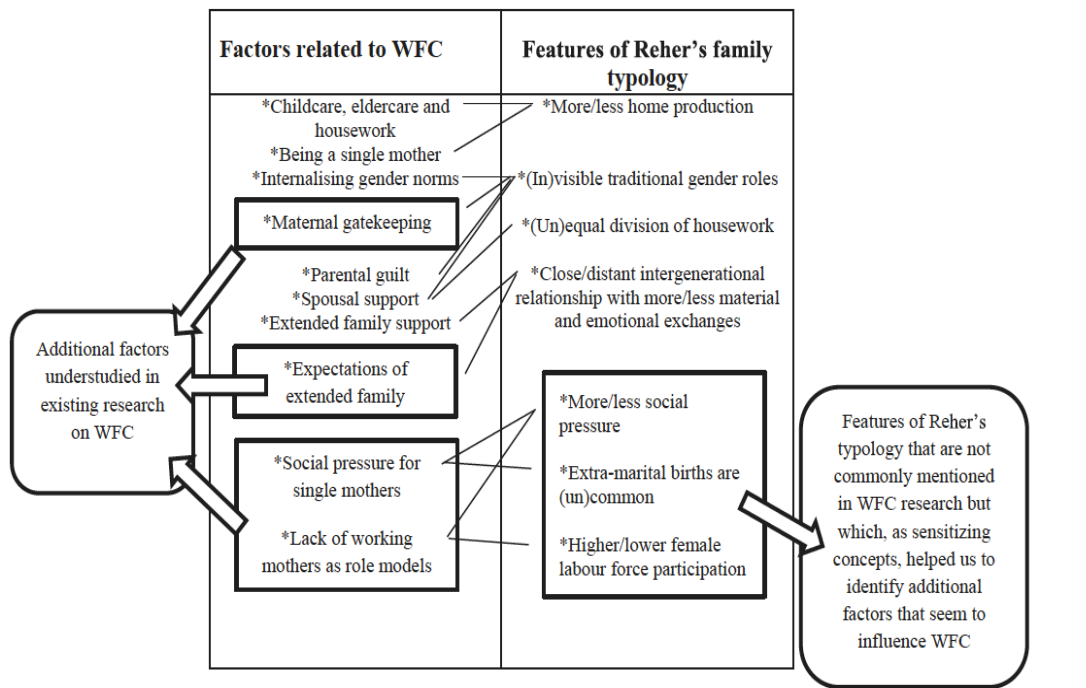 Factors related to WFC
Features of Reher’s family
typology
*Childcare, eldercare and
housework
*Being a single mother
*Internalising gender norms
*Maternal gatekeeping
*Parental guilt
*Spousal support
*Extended family support
*Expectations of
extended family
*Social pressure for
single mothers
*Lack of working
mothers as role models
*More/less home production
*(In)visible traditional gender roles
*(Un)equal division of housework
*Close/distant intergenerational
relationship with more/less material
and emotional exchanges
*More/less social
pressure
*Extra-marital births are
(un)common
*Higher/lower female
labour force participation
Additional factors
understudied in
existing research
on WFC
Features of Reher’s
typology that are not
commonly mentioned
in WFC research but
which, as sensitizing
concepts, helped us to
identify additional
factors that seem to
influence WFC